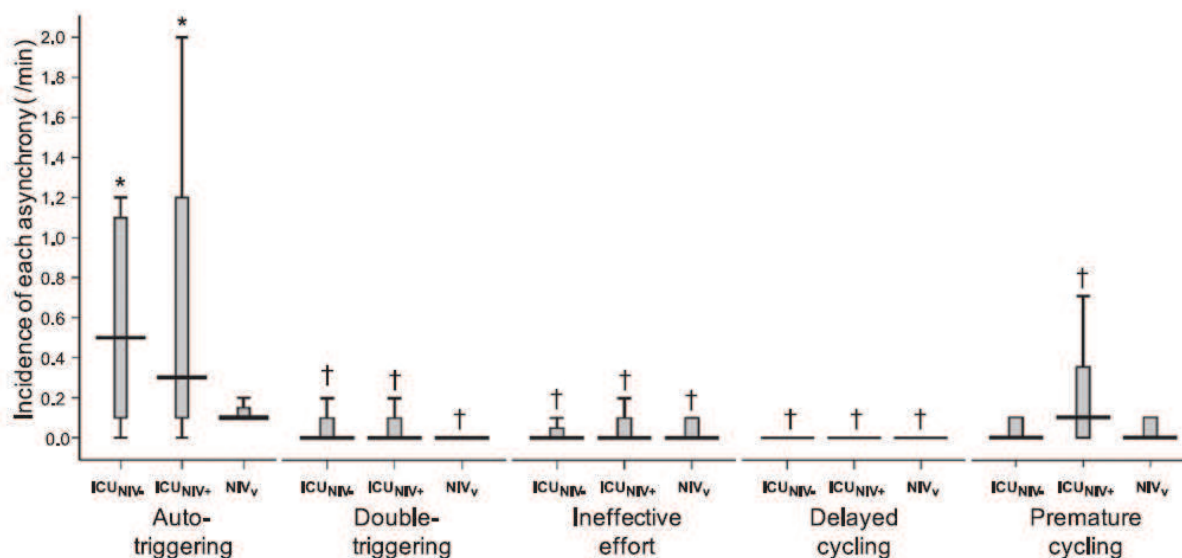 Incidence of each asynchrony ( /min)
2.0
1.8
1.6
1.4
1.2
1.0
0.8
0.6
0.4
0.2
0.0
* *
† † † † † † † † † †
ICUNIV- ICUNIV+ NIVv ICUNIV- ICUNIV+ NIVv ICUNIV- ICUNIV+ NIVv ICUNIV- ICUNIV+ NIVv ICUNIV- ICUNIV+ NIVv
Auto- Double- Ineffective Delayed Premature
triggering triggering effort cycling cycling